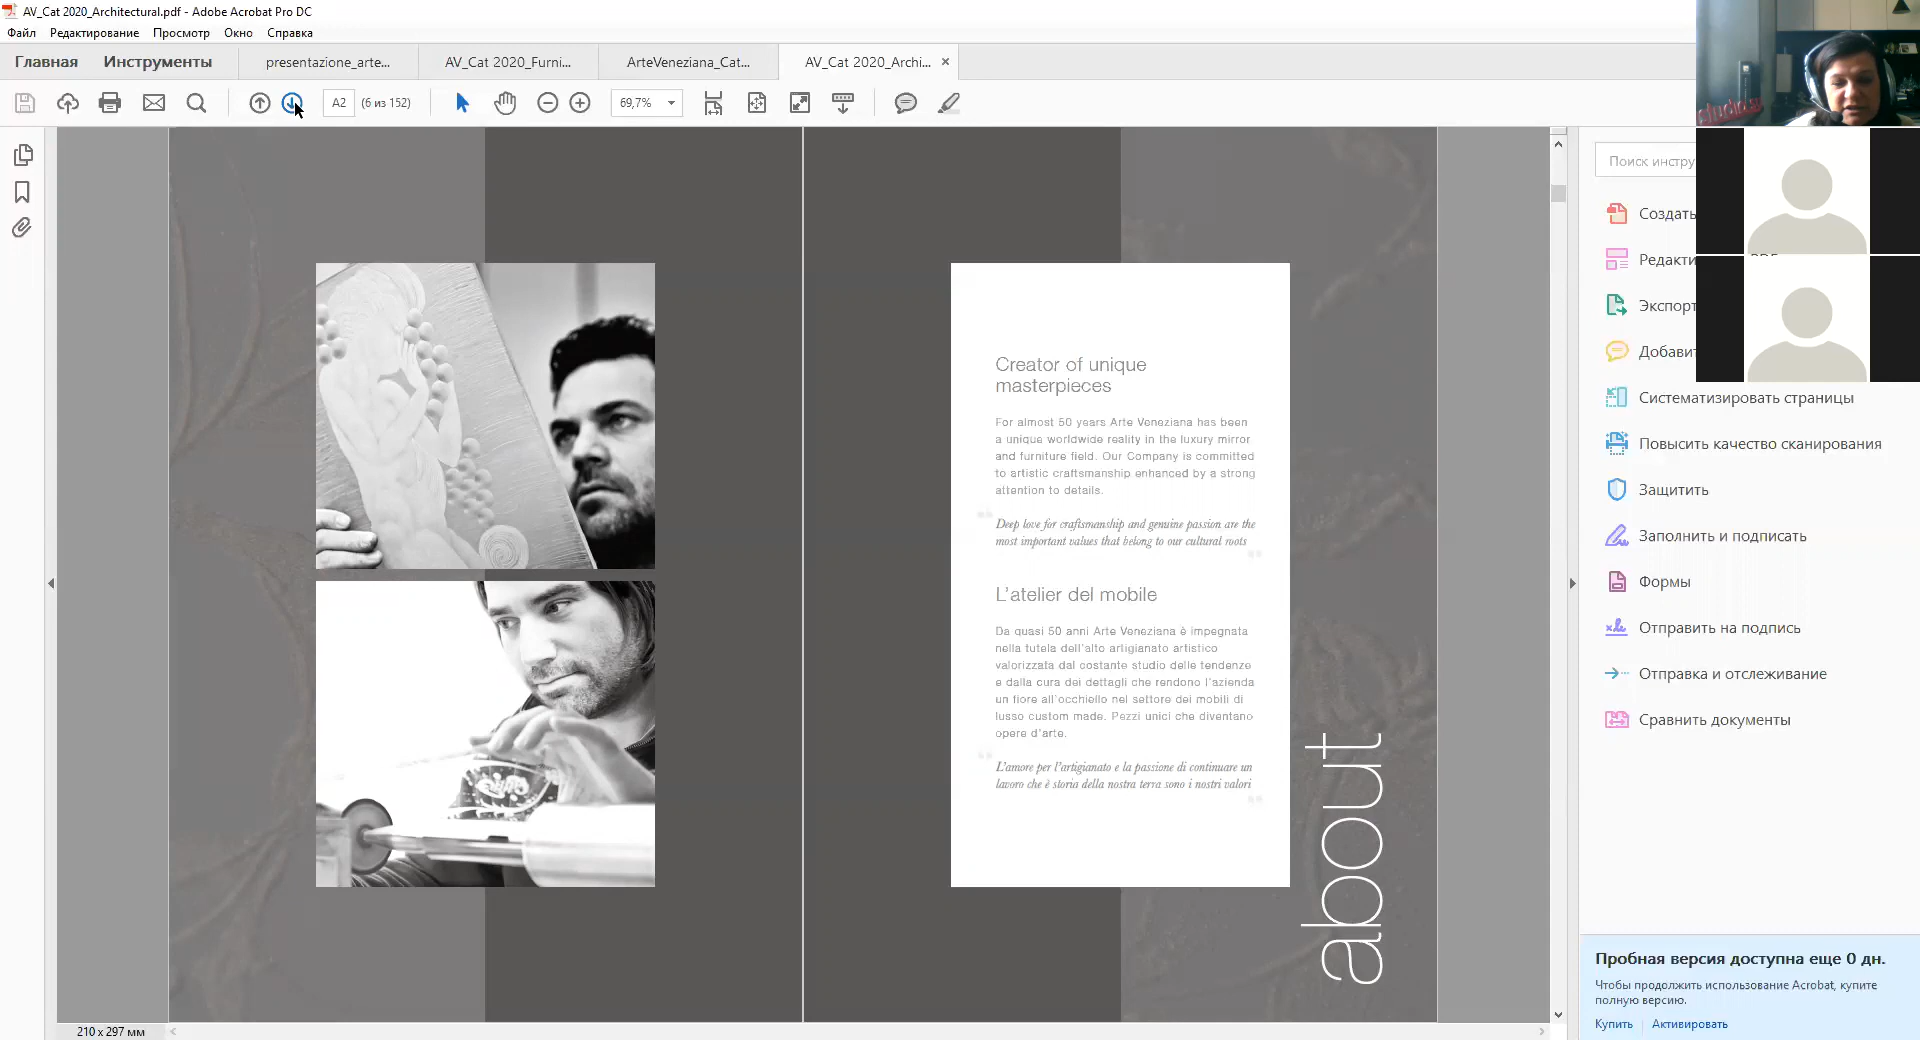 AV_Cat 2020_Architectural.pdf - Adobe Acrobat Pro DC
Файл Редактирование Просмотр Окно Справка
Главная Инструменты presentazione_arte... AV_Cat 2020_Furni... ArteVeneziana_Cat... AV_Cat 2020_Archi... ×
A2 (6 из 152) 69,7%
Поиск инстру
Создать
Редакти
Экспорт
Добавит
Систематизировать страницы
Повысить качество сканирования
Защитить
Заполнить и подписать
Формы
Отправить на подпись
Отправка и отслеживание
Сравнить документы
Creator of unique
masterpieces
For almost 50 years Arte Veneziana has been
a unique worldwide reality in the luxury mirror
and furniture field. Our Company is committed
to artistic craftsmanship enhanced by a strong
attention to details.
Deep love for craftsmanship and genuine passion are the
most important values that belong to our cultural roots
L'atelier del mobile
Da quasi 50 anni Arte Veneziana è impegnata
nella tutela dell'alto artigianato artistico
valorizzata dal costante studio delle tendenze
e dalla cura dei dettagli che rendono l'azienda
un fiore all'occhiello nel settore dei mobili di
lusso custom made. Pezzi unici che diventano
opere d'arte.
L'amore per l'artigianato e la passione di continuare un
lavoro che è storia della nostra terra sono i nostri valori
about
Пробная версия доступна еще 0 дн.
Чтобы продолжить использование Acrobat, купите
полную версию.
Купить Активировать
210 x 297 мм